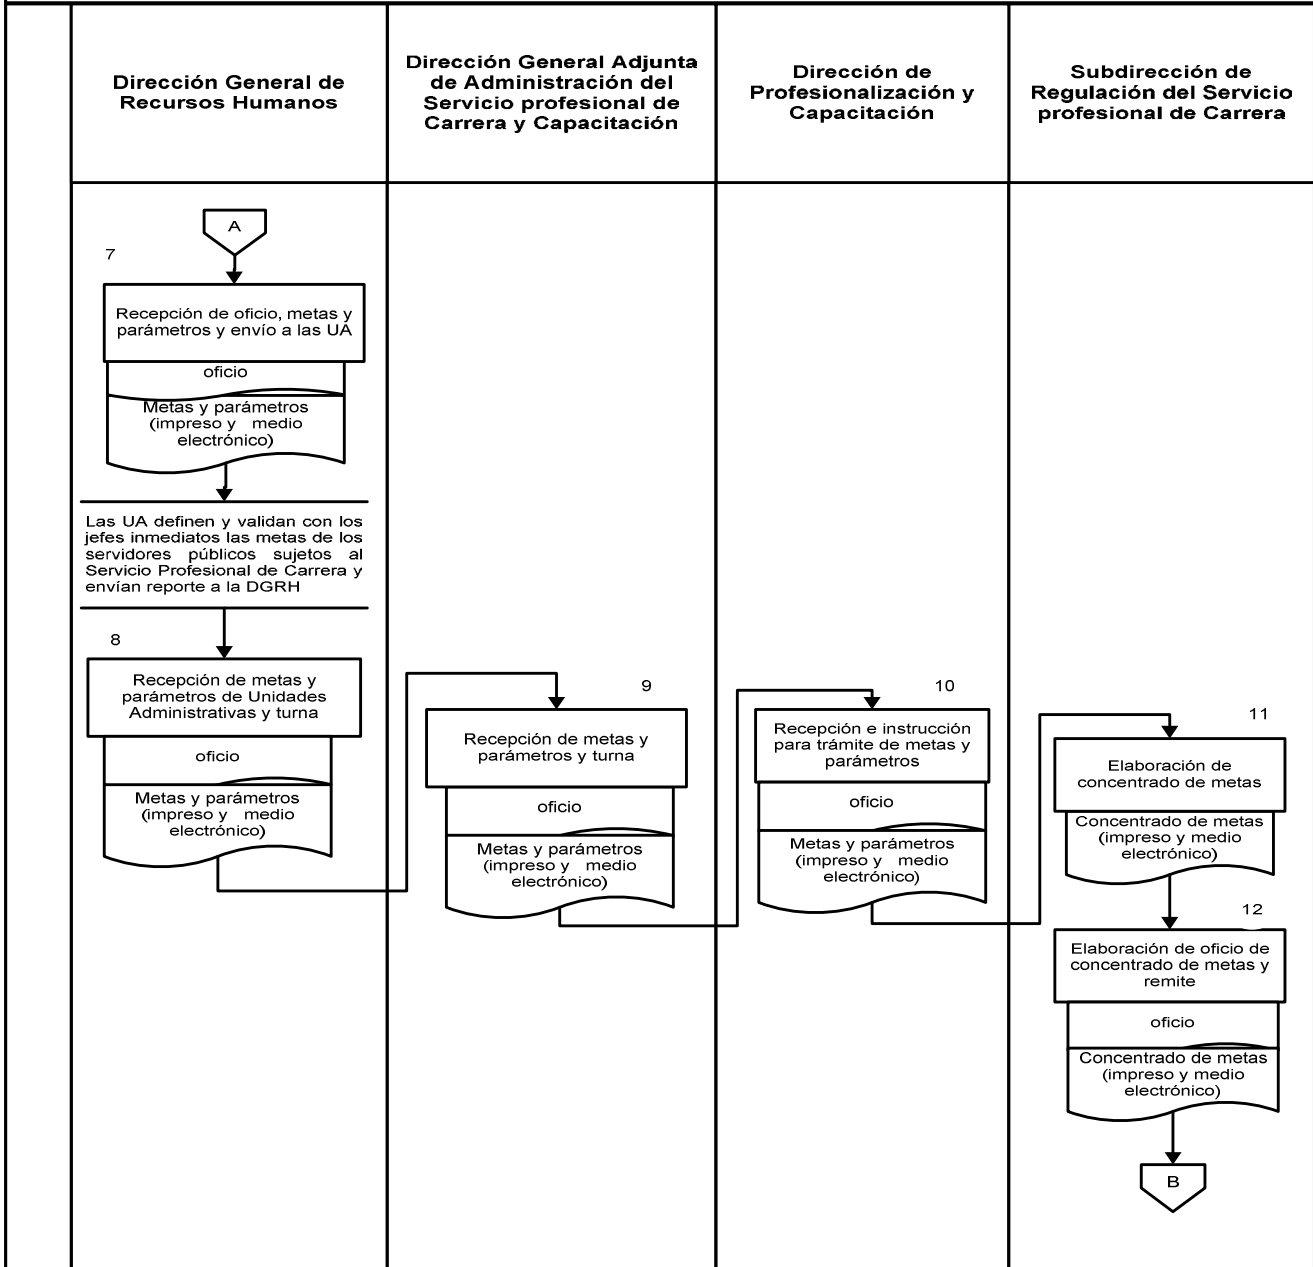 Dirección General de
Recursos Humanos
Dirección General Adjunta
de Administración del
Servicio profesional de
Carrera y Capacitación
Dirección de
Profesionalización y
Capacitación
Subdirección de
Regulación del Servicio
profesional de Carrera
A
7
Recepción de oficio, metas y
parámetros y envío a las UA
oficio
Metas y parámetros
(impreso y medio
electrónico)
Las UA definen y validan con los
jefes inmediatos las metas de los
servidores públicos sujetos al
Servicio Profesional de Carrera y
envían reporte a la DGRH
8
Recepción de metas y
parámetros de Unidades
Administrativas y turna
oficio
Metas y parámetros
(impreso y medio
electrónico)
9
Recepción de metas y
parámetros y turna
oficio
Metas y parámetros
(impreso y medio
electrónico)
10
Recepción e instrucción
para trámite de metas y
parámetros
oficio
Metas y parámetros
(impreso y medio
electrónico)
11
Elaboración de
concentrado de metas
Concentrado de metas
(impreso y medio
electrónico)
12
Elaboración de oficio de
concentrado de metas y
remite
oficio
Concentrado de metas
(impreso y medio
electrónico)
B